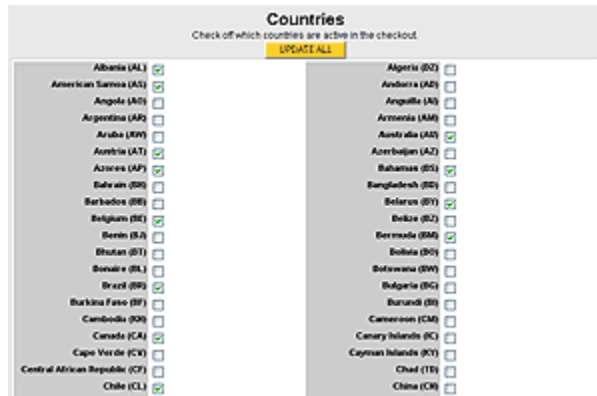 Countries
Check off which countries are active in the checkout.
UPDATE ALL
Albania (AL) Algeria (DZ)
American Samoa (AS) Andorra (AD)
Angola (AO) Anguilla (AI)
Argentina (AR) Armenia (AM)
Aruba (AW) Australia (AU)
Austria (AT) Azerbaijan (AZ)
Azores (AP) Bahamas (BS)
Bahrain (BH) Bangladesh (BD)
Barbados (BB) Belarus (BY)
Belgium (BE) Belize (BZ)
Benin (BJ) Bermuda (BM)
Bhutan (BT) Bolivia (BO)
Bonaire (BL) Botswana (BW)
Brazil (BR) Bulgaria (BG)
Burkina Faso (BF) Burundi (BI)
Cambodia (KH) Cameroon (CM)
Canada (CA) Canary Islands (IC)
Cape Verde (CV) Cayman Islands (KY)
Central African Republic (CF) Chad (TD)
Chile (CL) China (CN)